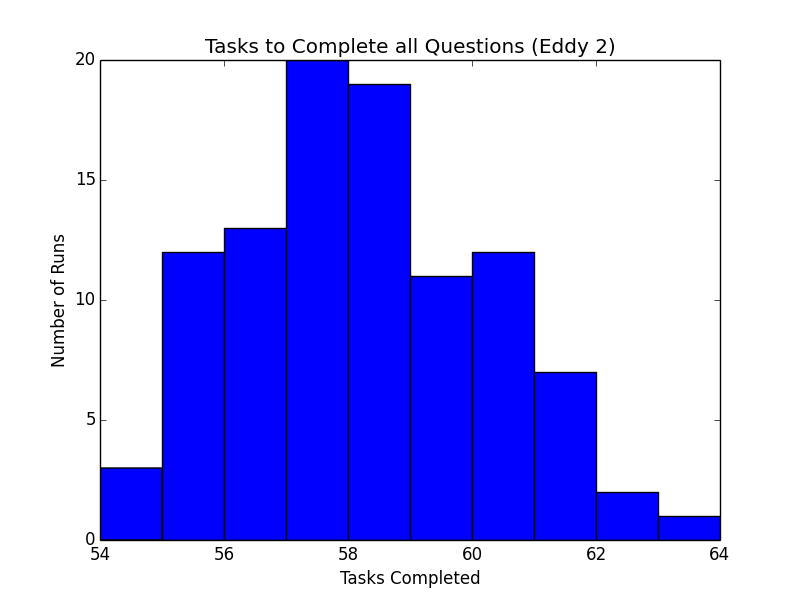 Tasks to Complete all Questions (Eddy 2)
20
15
10
5
0
Number of Runs
54 56 58 60 62 64
Tasks Completed